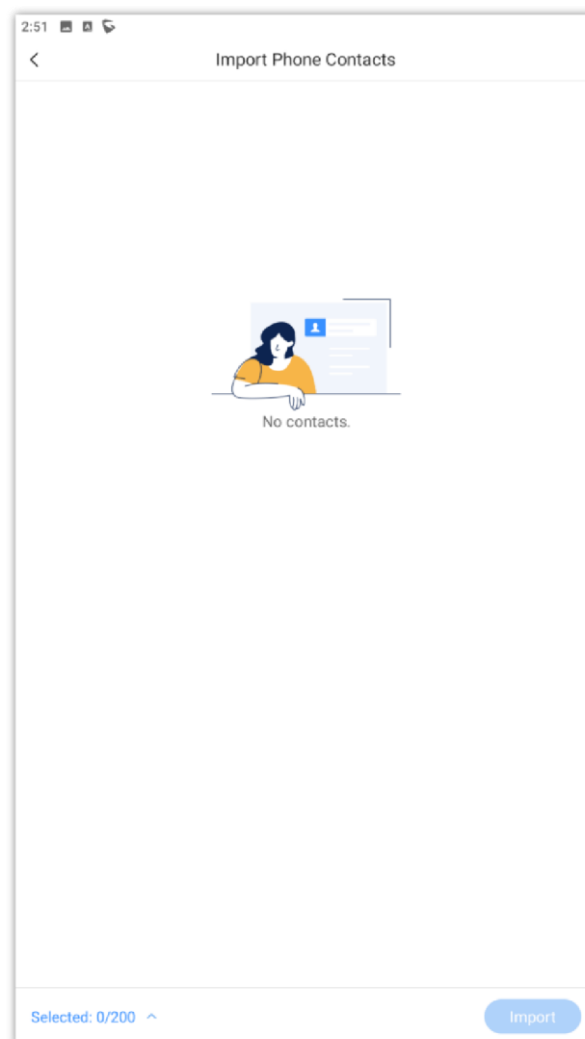 2:51
Import Phone Contacts
No contacts.
Selected: 0/200
Import